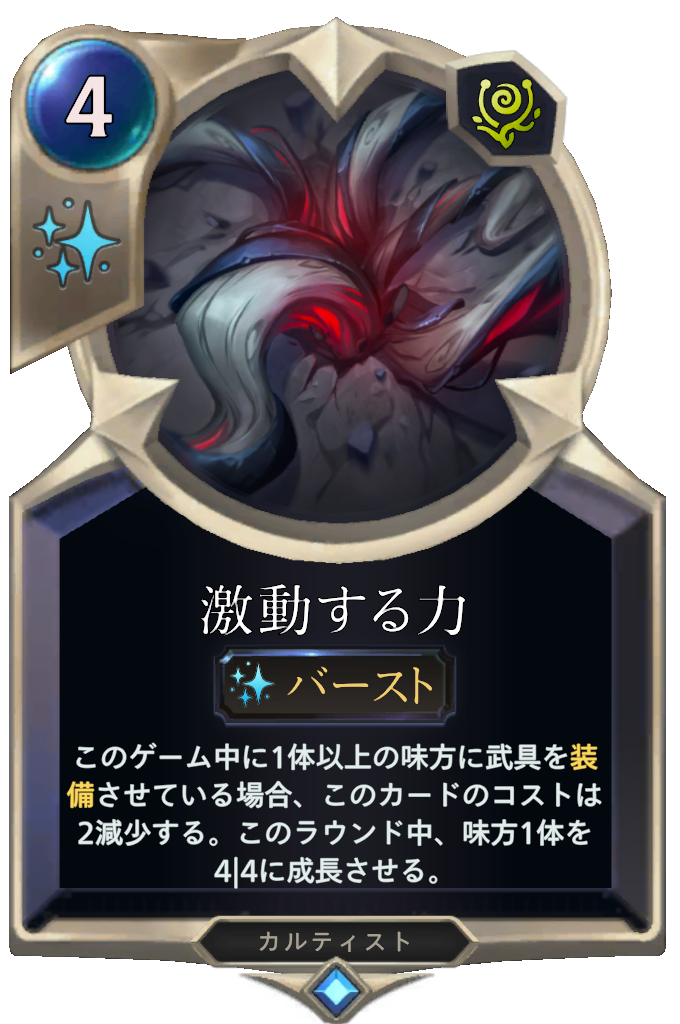 4
激動する力
バースト
このゲーム中に1体以上の味方に武具を装
備させている場合、このカードのコストは
2減少する。このラウンド中、味方1体を
4|4に成長させる。
カルティスト